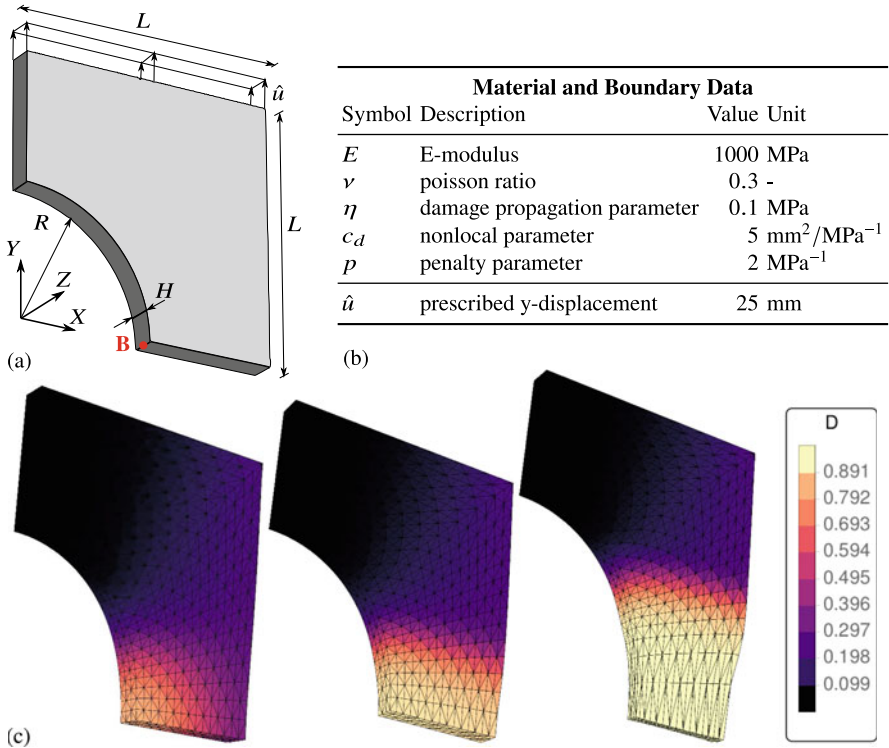 L
û
L
R
H
Y
Z
X
B
(a)
Material and Boundary Data
Symbol Description Value Unit
E E-modulus 1000 MPa
ν poisson ratio 0.3 -
η damage propagation parameter 0.1 MPa
c_d nonlocal parameter 5 mm²/MPa⁻¹
p penalty parameter 2 MPa⁻¹
û prescribed y-displacement 25 mm
(b)
D
0.891
0.792
0.693
0.594
0.495
0.396
0.297
0.198
0.099
(c)